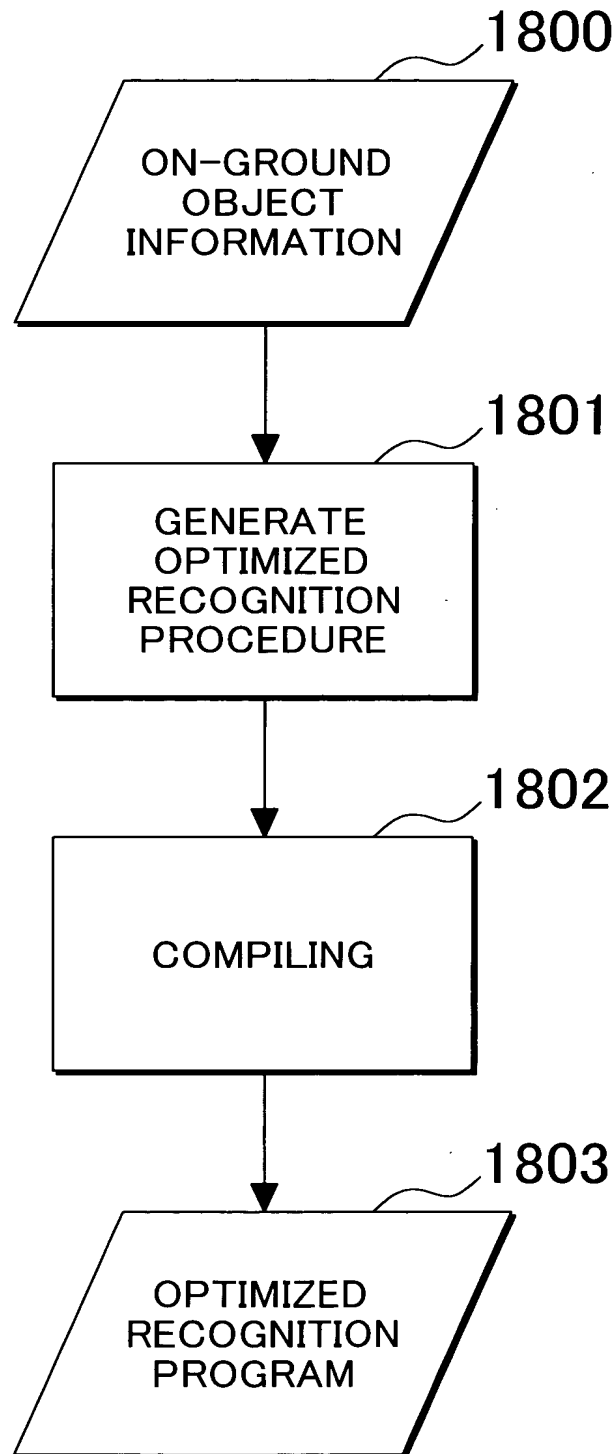 1800
ON-GROUND
OBJECT
INFORMATION
1801
GENERATE
OPTIMIZED
RECOGNITION
PROCEDURE
1802
COMPILING
1803
OPTIMIZED
RECOGNITION
PROGRAM